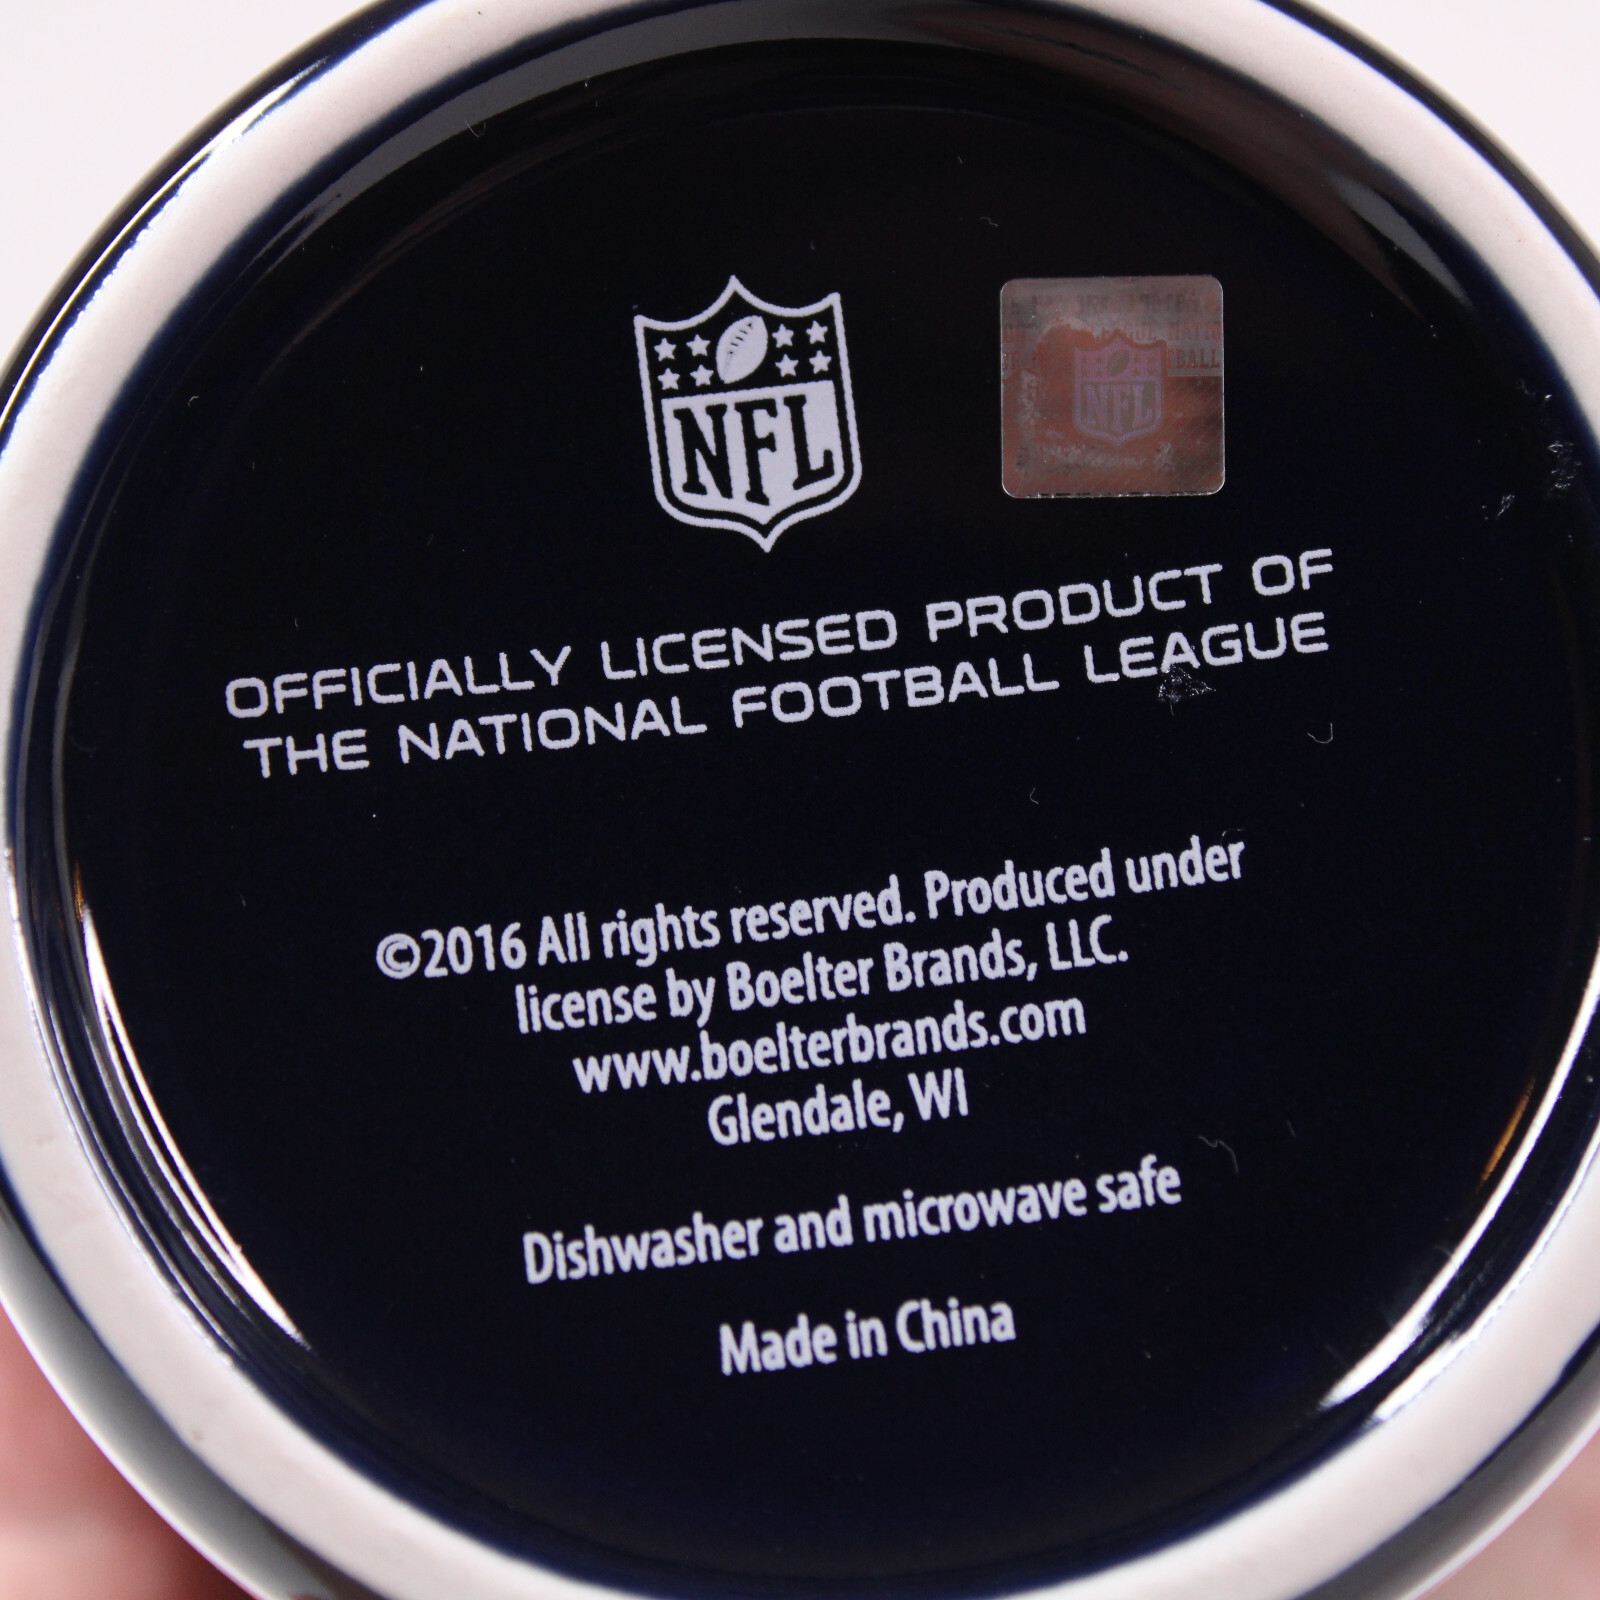 NFL
NFL
OFFICIALLY LICENSED PRODUCT OF
THE NATIONAL FOOTBALL LEAGUE
©2016 All rights reserved. Produced under
license by Boelter Brands, LLC.
www.boelterbrands.com
Glendale, WI
Dishwasher and microwave safe
Made in China